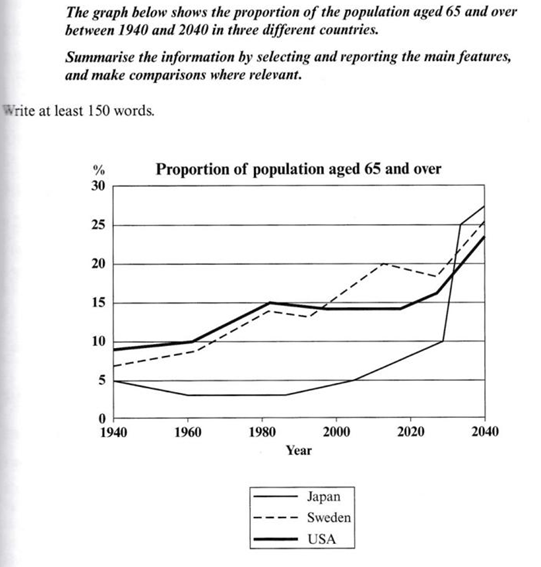 The graph below shows the proportion of the population aged 65 and over
between 1940 and 2040 in three different countries.
Summarise the information by selecting and reporting the main features,
and make comparisons where relevant.
Write at least 150 words.
% Proportion of population aged 65 and over
30
25
20
15
10
5
0
1940 1960 1980 2000 2020 2040
Year
Japan
Sweden
USA